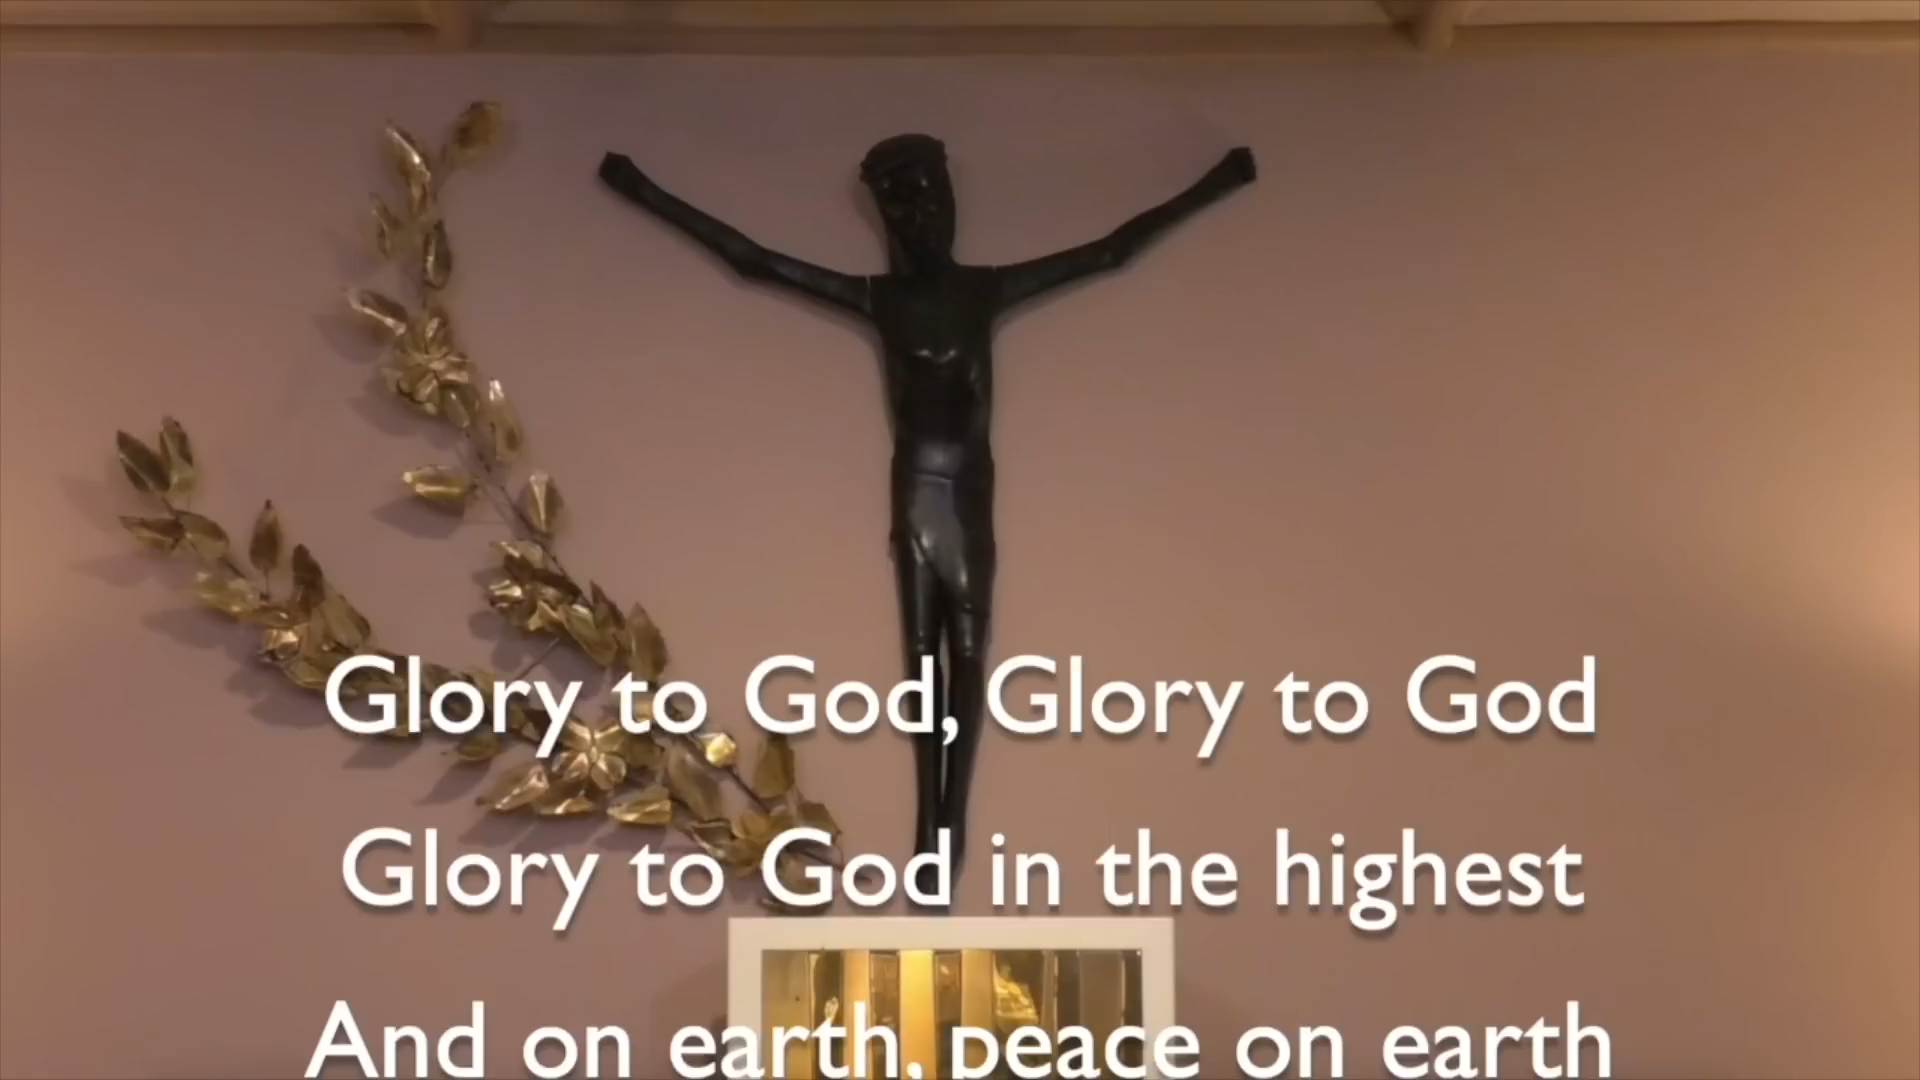 Glory to God, Glory to God
Glory to God in the highest
And on earth, peace on earth